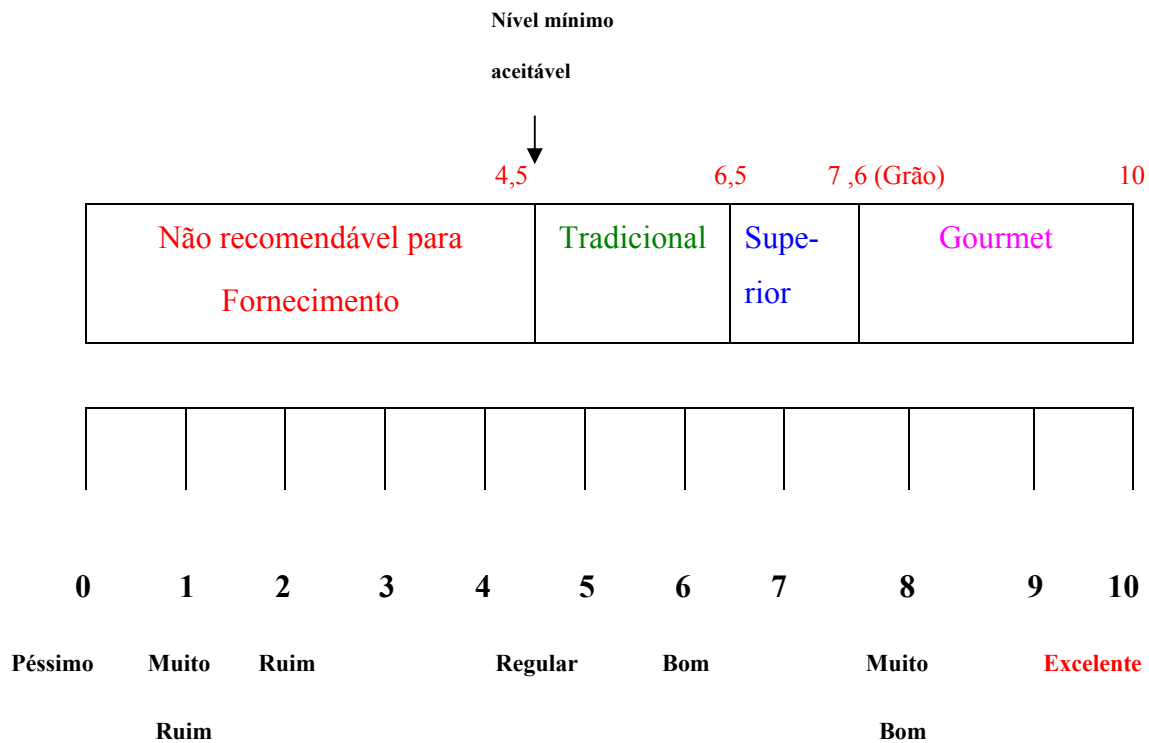 Nível mínimo
aceitável
4,5 6,5 7 ,6 (Grão) 10
Não recomendável para Tradicional Supe- Gourmet
Fornecimento rior
0 1 2 3 4 5 6 7 8 9 10
Péssimo Muito Ruim Regular Bom Muito Excelente
Ruim Bom